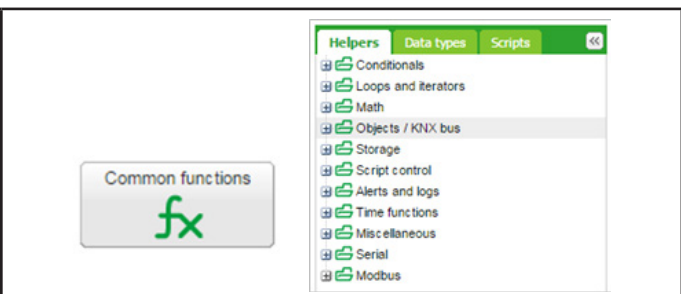 Common functions
fx
Helpers Data types Scripts
Conditionals
Loops and iterators
Math
Objects / KNX bus
Storage
Script control
Alerts and logs
Time functions
Miscellaneous
Serial
Modbus